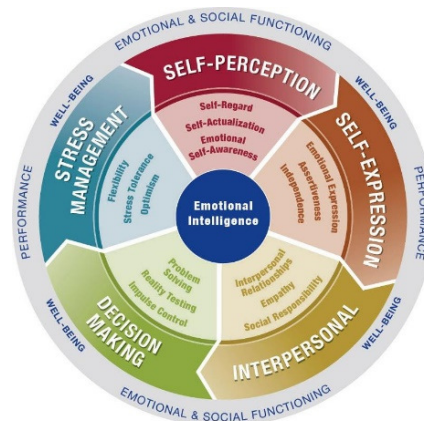 EMOTIONAL & SOCIAL FUNCTIONING
WELL-BEING
PERFORMANCE
WELL-BEING
EMOTIONAL & SOCIAL FUNCTIONING
WELL-BEING
PERFORMANCE
WELL-BEING
SELF-PERCEPTION
Self-Regard
Self-Actualization
Emotional
Self-Awareness
SELF-EXPRESSION
Emotional Expression
Assertiveness
Independence
INTERPERSONAL
Interpersonal
Relationships
Empathy
Social Responsibility
DECISION
MAKING
Problem
Solving
Reality Testing
Impulse Control
STRESS
MANAGEMENT
Flexibility
Stress Tolerance
Optimism
Emotional
Intelligence